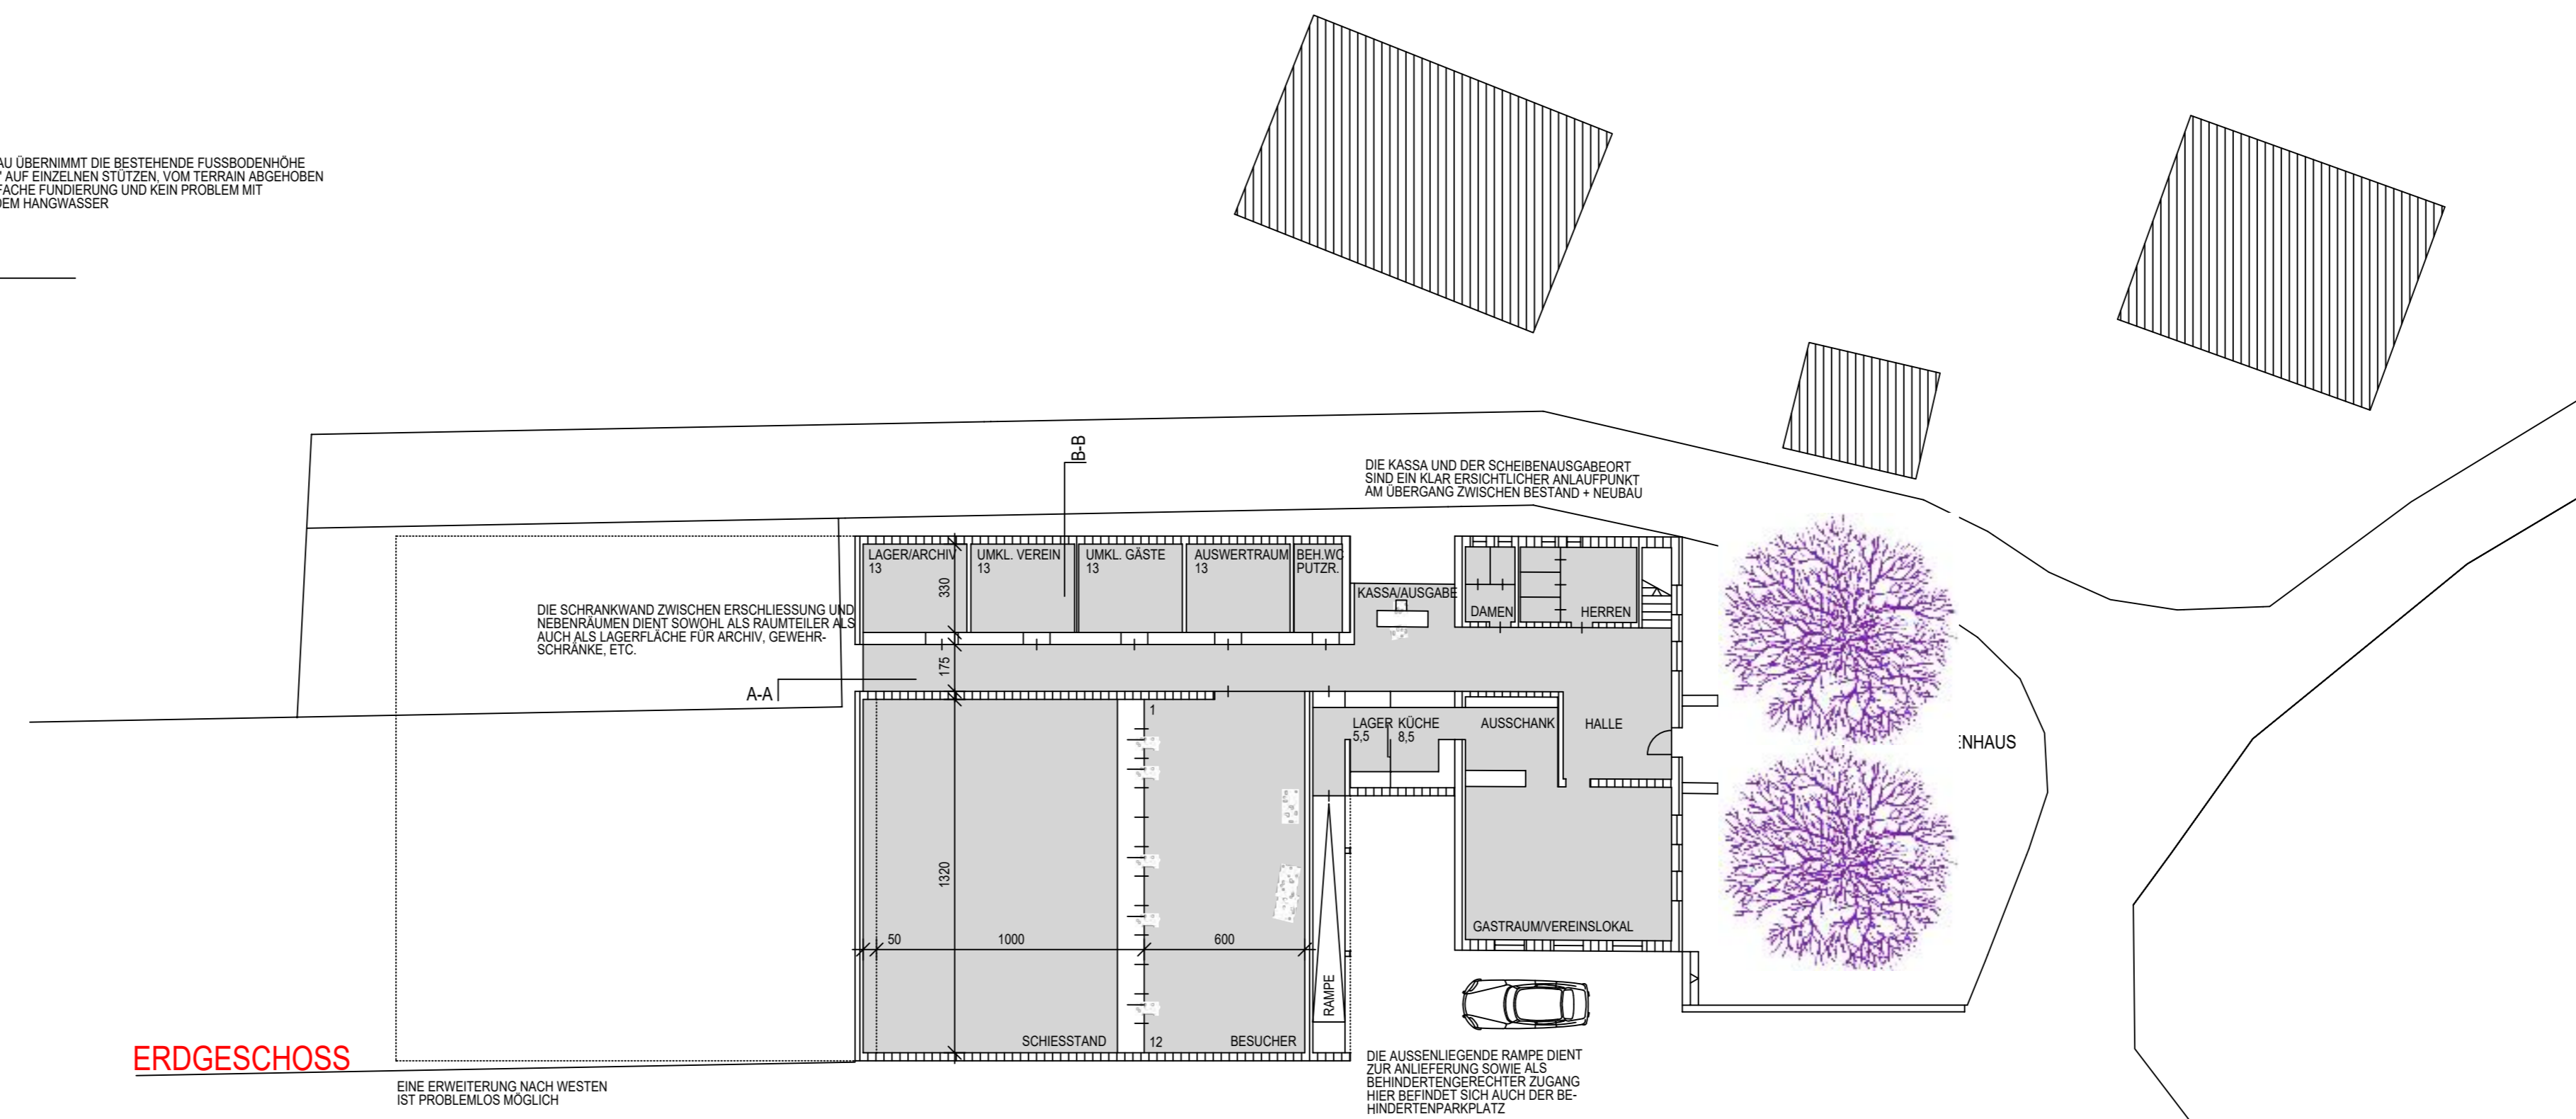 AU ÜBERNIMMT DIE BESTEHENDE FUSSBODENHÖHE
" AUF EINZELNEN STÜTZEN, VOM TERRAIN ABGEHOBEN
FACHE FUNDIERUNG UND KEIN PROBLEM MIT
DEM HANGWASSER
B-B
DIE KASSA UND DER SCHEIBENAUSGABEORT
SIND EIN KLAR ERSICHTLICHER ANLAUFPUNKT
AM ÜBERGANG ZWISCHEN BESTAND + NEUBAU
LAGER/ARCHIV
13
UMKL. VEREIN
13
UMKL. GÄSTE
13
AUSWERTRAUM
13
BEH.WC
PUTZR.
330
KASSA/AUSGABE
DAMEN
HERREN
DIE SCHRANKWAND ZWISCHEN ERSCHLIESSUNG UND
NEBENRÄUMEN DIENT SOWOHL ALS RAUMTEILER ALS
AUCH ALS LAGERFLÄCHE FÜR ARCHIV, GEWEHR-
SCHRÄNKE, ETC.
175
A-A
1
LAGER
5,5
KÜCHE
8,5
AUSSCHANK
HALLE
ENHAUS
1320
GASTRAUM/VEREINSLOKAL
50
1000
600
RAMPE
SCHIESSTAND
12
BESUCHER
ERDGESCHOSS
EINE ERWEITERUNG NACH WESTEN
IST PROBLEMLOS MÖGLICH
DIE AUSSENLIEGENDE RAMPE DIENT
ZUR ANLIEFERUNG SOWIE ALS
BEHINDERTENGERECHTER ZUGANG
HIER BEFINDET SICH AUCH DER BE-
HINDERTENPARKPLATZ